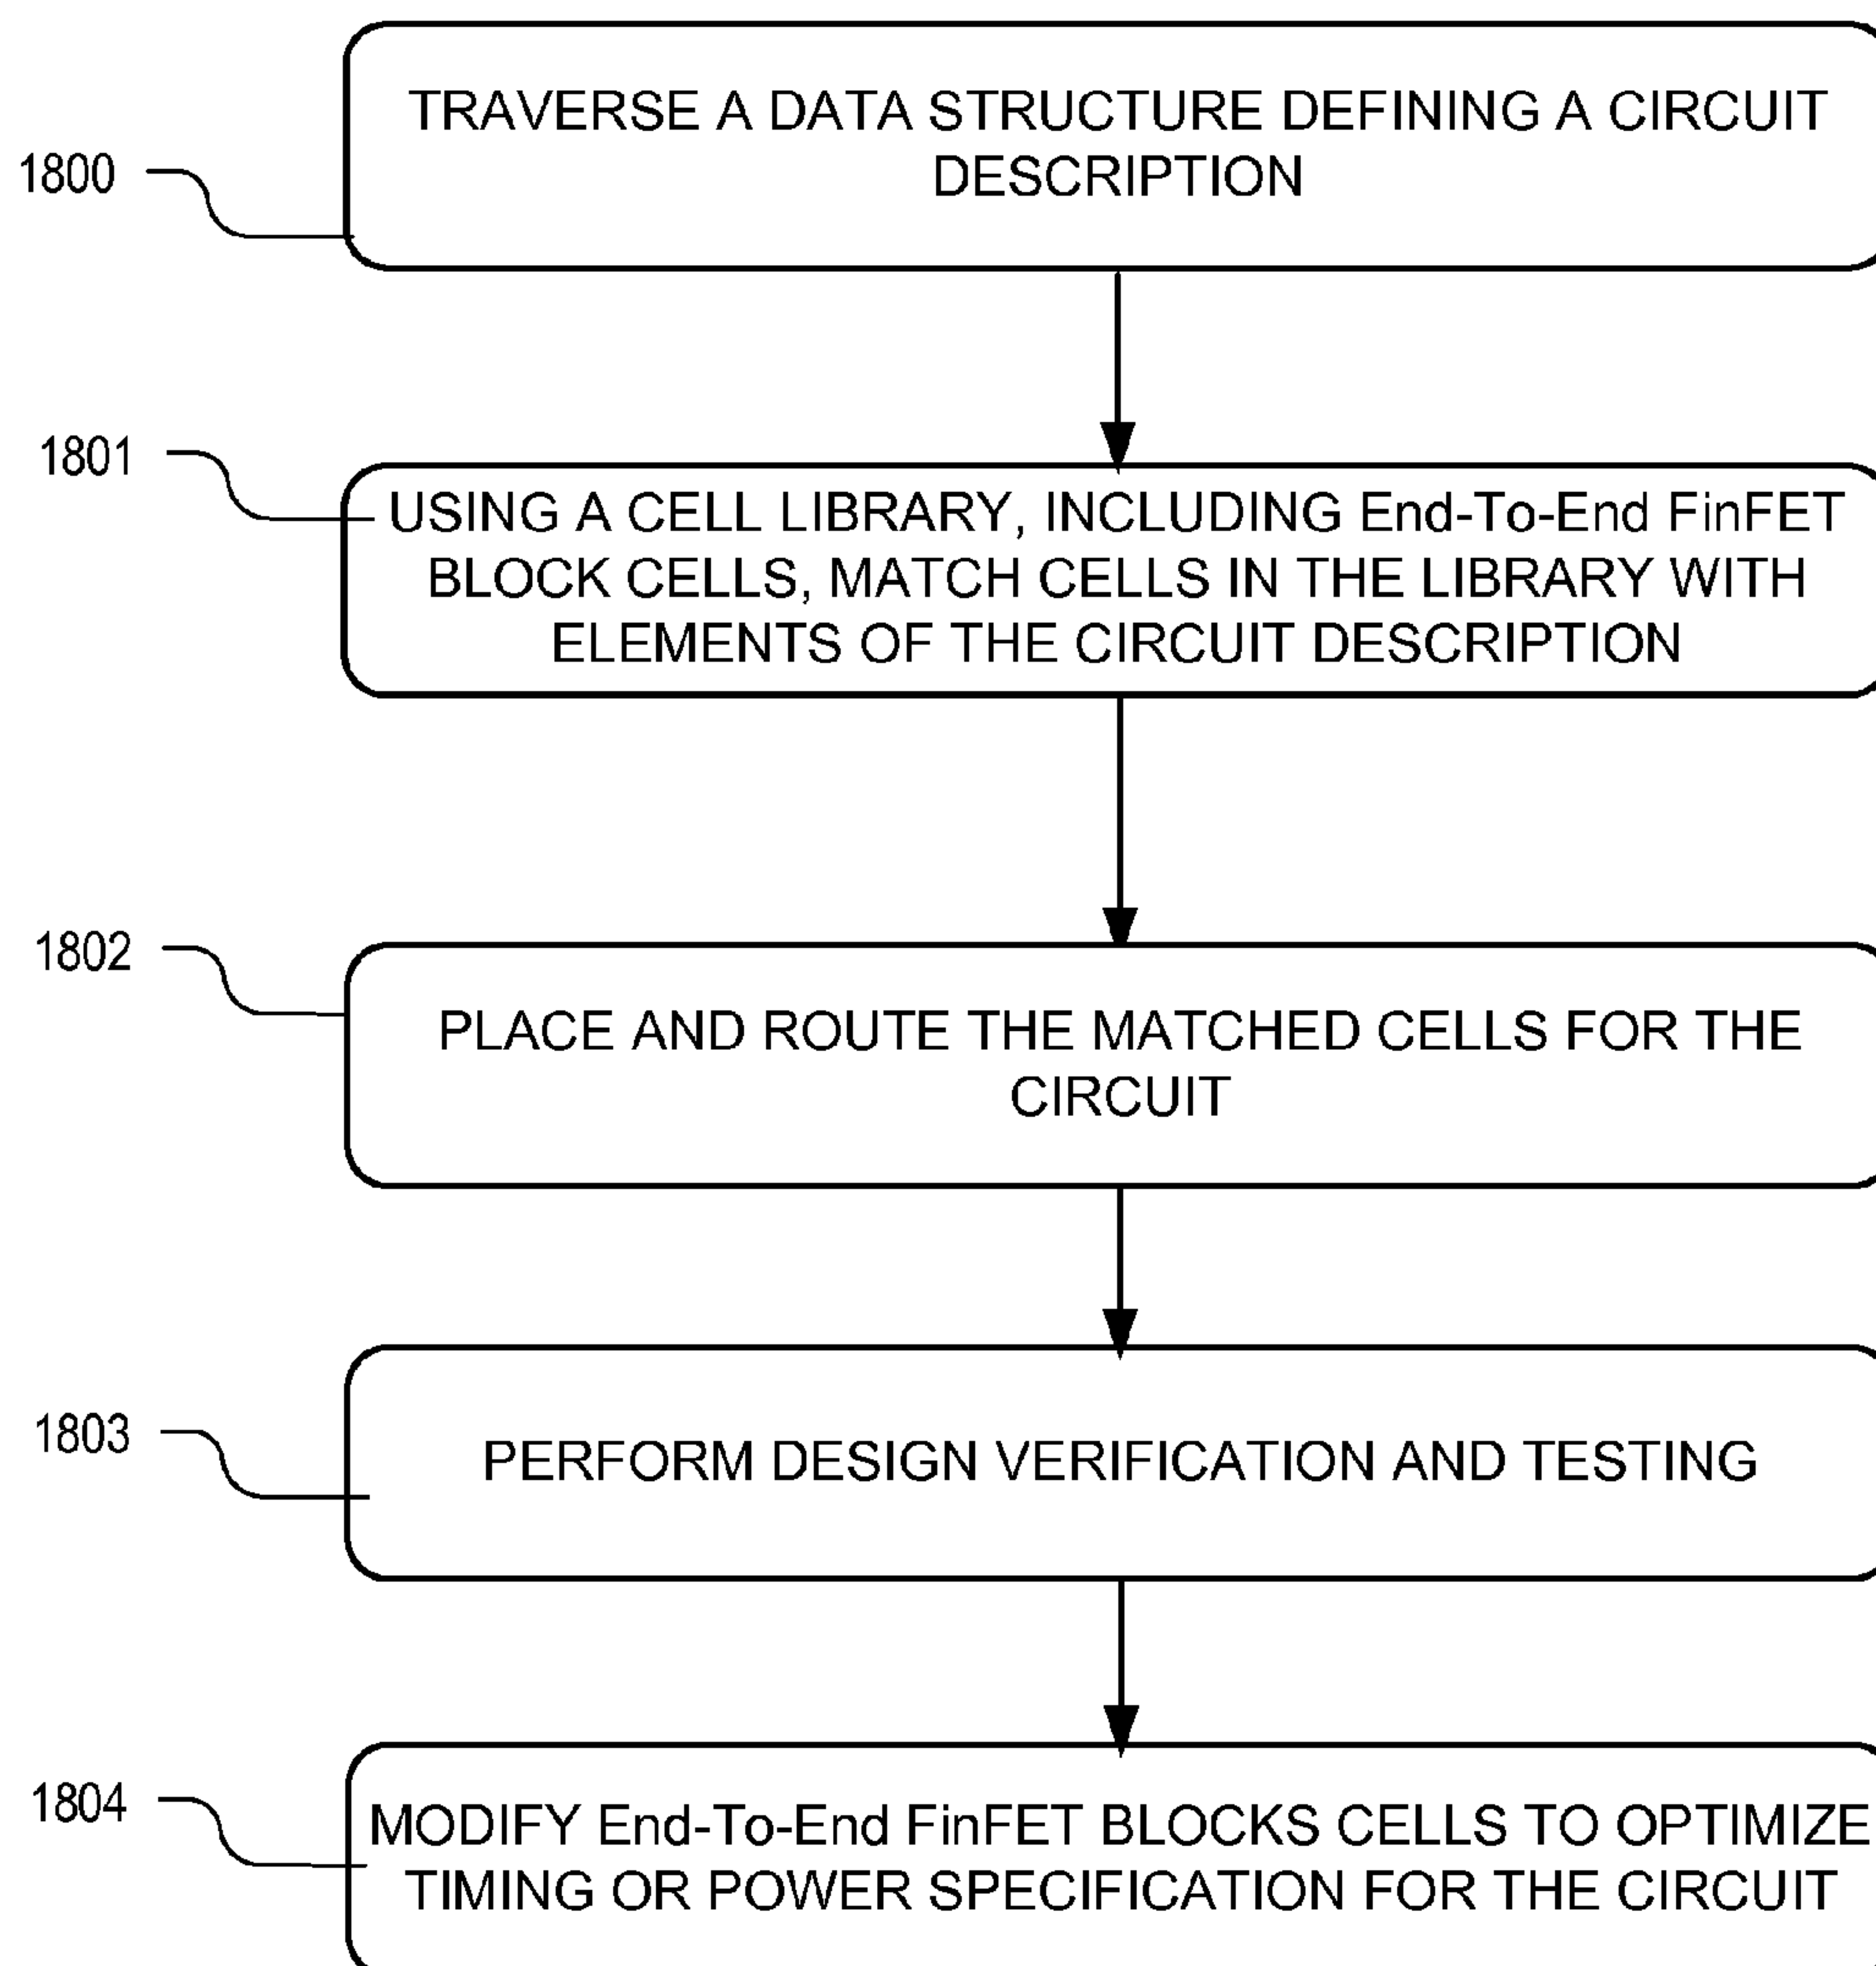 TRAVERSE A DATA STRUCTURE DEFINING A CIRCUIT
DESCRIPTION
1800
1801
USING A CELL LIBRARY, INCLUDING End-To-End FinFET
BLOCK CELLS, MATCH CELLS IN THE LIBRARY WITH
ELEMENTS OF THE CIRCUIT DESCRIPTION
1802
PLACE AND ROUTE THE MATCHED CELLS FOR THE
CIRCUIT
1803
PERFORM DESIGN VERIFICATION AND TESTING
1804
MODIFY End-To-End FinFET BLOCKS CELLS TO OPTIMIZE
TIMING OR POWER SPECIFICATION FOR THE CIRCUIT